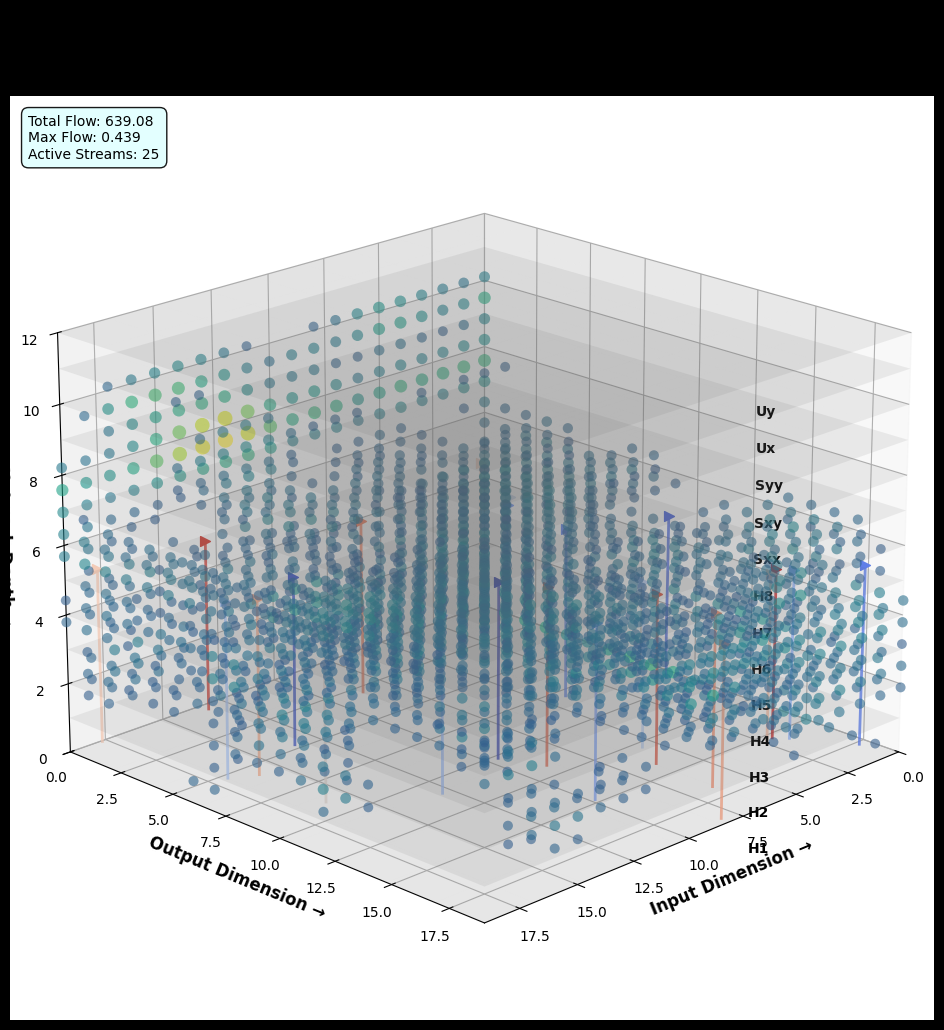 Total Flow: 639.08
Max Flow: 0.439
Active Streams: 25
12
10
8
6
4
2
0
Uy
Ux
Syy
Sxy
Sxx
H8
H7
H6
H5
H4
H3
H2
H1
0.0
2.5
5.0
7.5
10.0
12.5
15.0
17.5
Output Dimension →
0.0
2.5
5.0
7.5
10.0
12.5
15.0
17.5
Input Dimension →